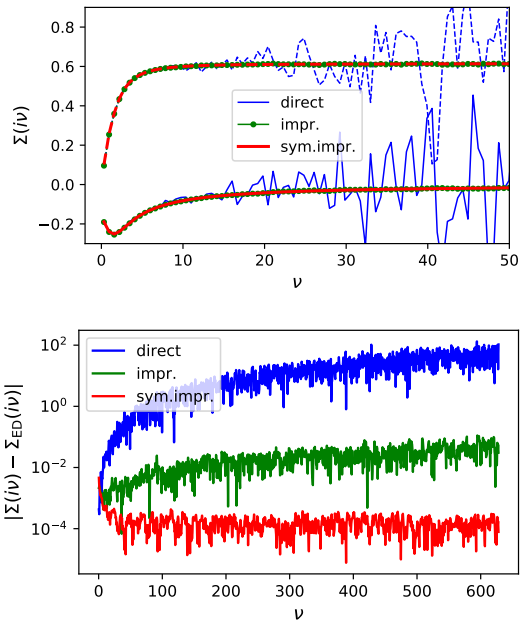 0.8
0.6
0.4
0.2
0.0
−0.2
Σ(iν)
direct
impr.
sym.impr.
0 10 20 30 40 50
ν
10² 
10⁰
10⁻²
10⁻⁴
|Σ(iν) − Σ_ED(iν)|
direct
impr.
sym.impr.
0 100 200 300 400 500 600
ν